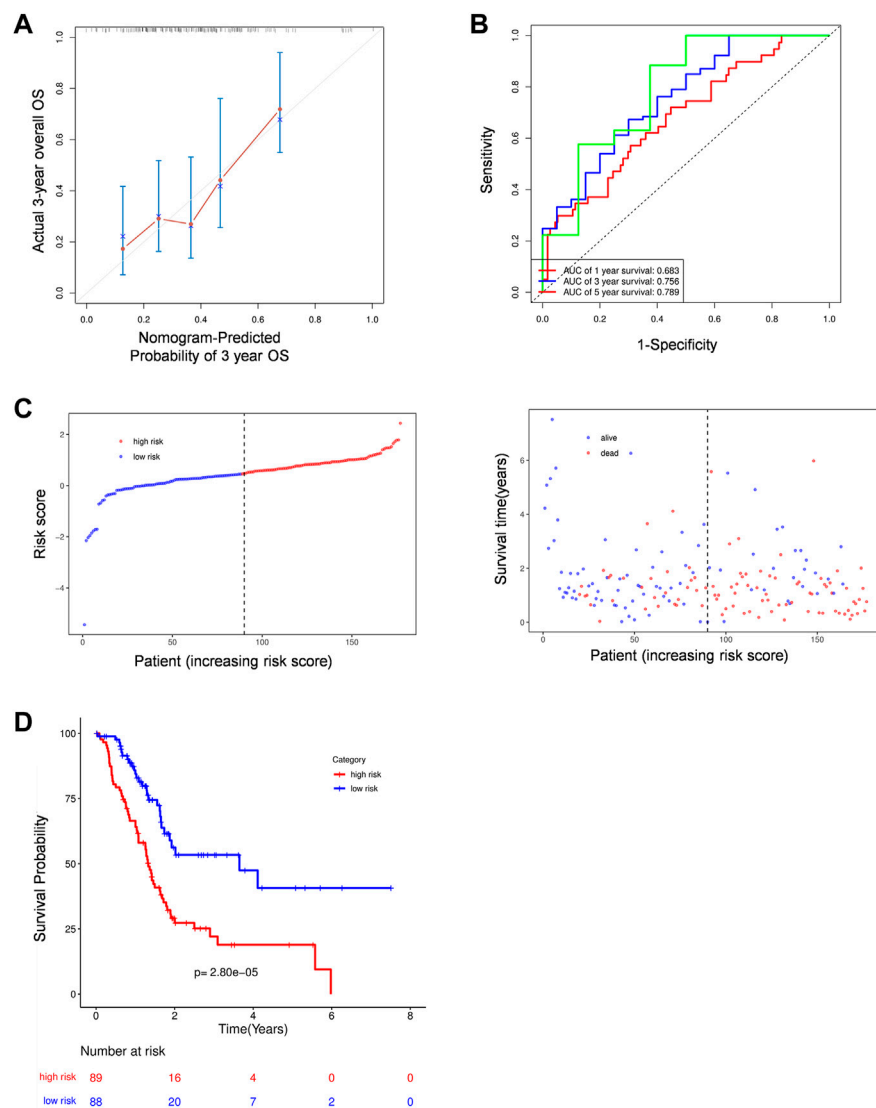 A
1.0
0.8
0.6
0.4
0.2
0.0
Actual 3-year overall OS
0.0 0.2 0.4 0.6 0.8 1.0
Nomogram-Predicted
Probability of 3 year OS
B
1.0
0.8
0.6
0.4
0.2
0.0
Sensitivity
AUC of 1 year survival: 0.683
AUC of 3 year survival: 0.756
AUC of 5 year survival: 0.789
0.0 0.2 0.4 0.6 0.8 1.0
1-Specificity
C
high risk
low risk
2
0
−2
−4
Risk score
0 50 100 150
Patient (increasing risk score)
alive
dead
6
4
2
0
Survival time(years)
0 50 100 150
Patient (increasing risk score)
D
100
75
50
25
0
Survival Probability
Category
high risk
low risk
p= 2.80e−05
0 2 4 6 8
Time(Years)
Number at risk
high risk 89 16 4 0 0
low risk 88 20 7 2 0